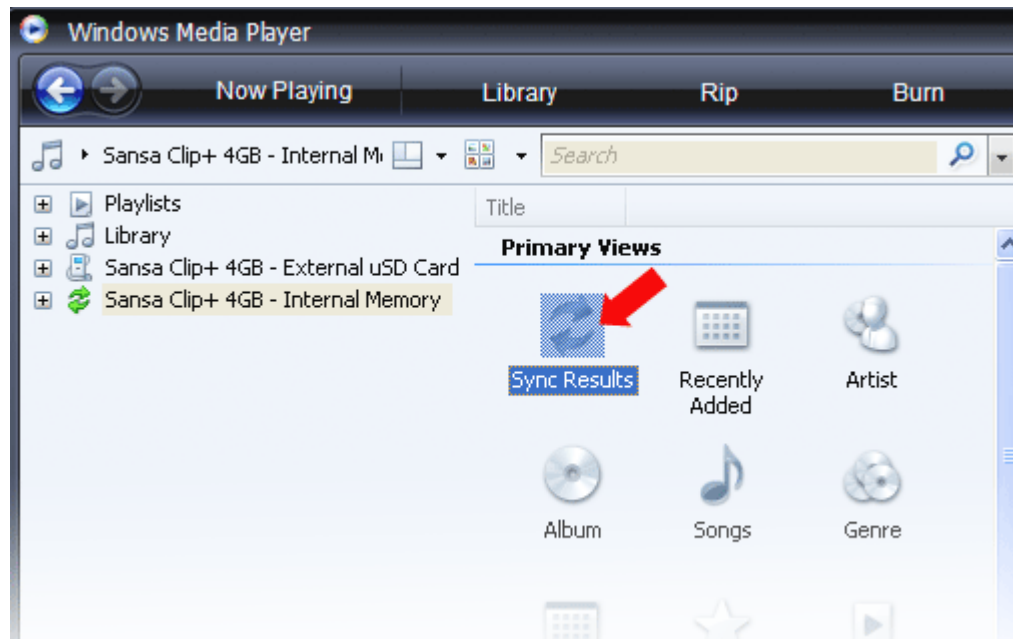 Windows Media Player
Now Playing Library Rip Burn
Sansa Clip+ 4GB - Internal M
Search
Playlists
Library
Sansa Clip+ 4GB - External uSD Card
Sansa Clip+ 4GB - Internal Memory
Title
Primary Views
Sync Results
Recently
Added
Artist
Album
Songs
Genre